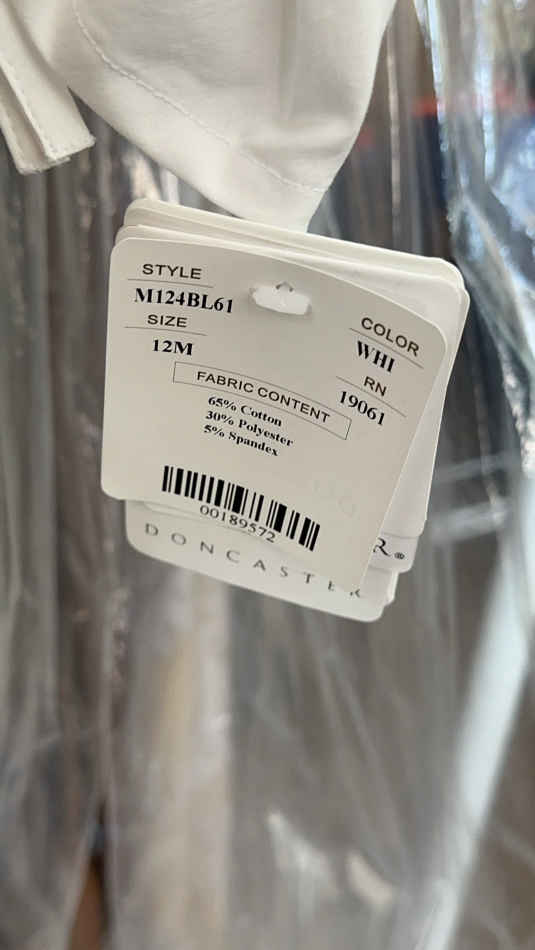 STYLE
M124BL61
SIZE
12M
COLOR
WHI
RN
19061
FABRIC CONTENT
65% Cotton
30% Polyester
5% Spandex
00189572
R®
DONCASTER